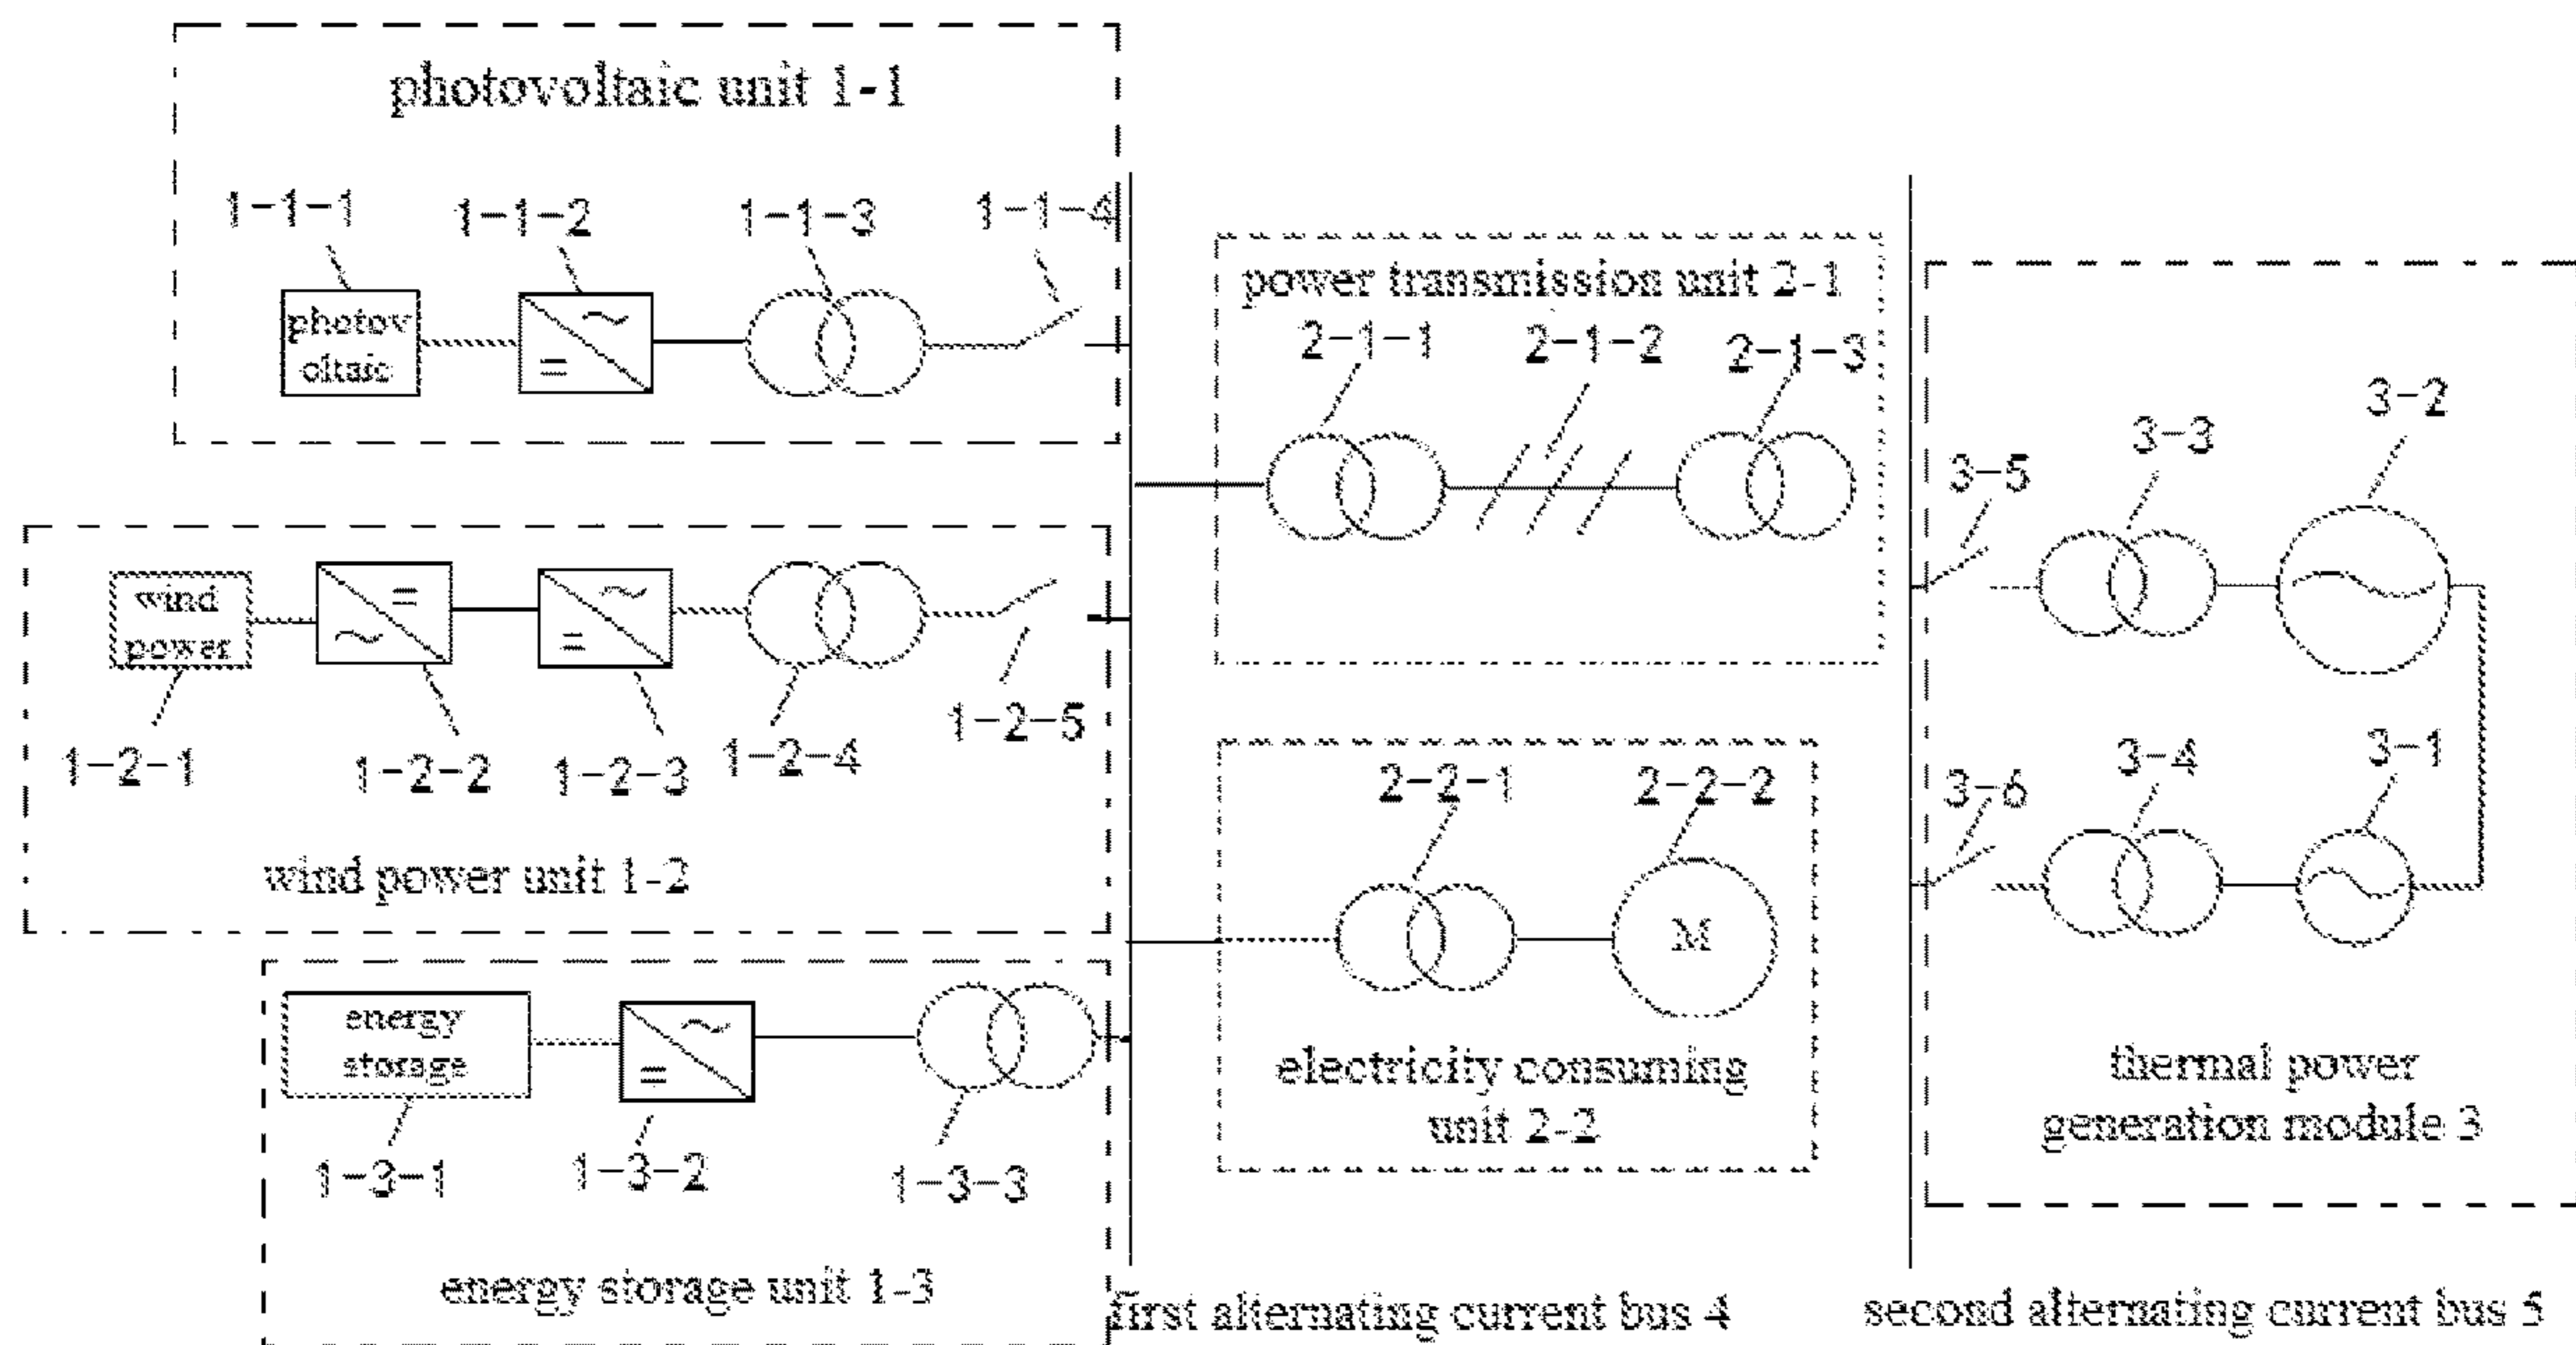 photovoltaic unit 1-1
1-1-1
1-1-2
1-1-3
1-1-4
photov
oltaic
wind
power
1-2-1
1-2-2
1-2-3
1-2-4
1-2-5
wind power unit 1-2
energy
storage
1-3-1
1-3-2
1-3-3
energy storage unit 1-3
power transmission unit 2-1
2-1-1
2-1-2
2-1-3
2-2-1
2-2-2
M
electricity consuming
unit 2-2
first alternating current bus 4
3-5
3-3
3-2
3-6
3-4
3-1
thermal power
generation module 3
second alternating current bus 5